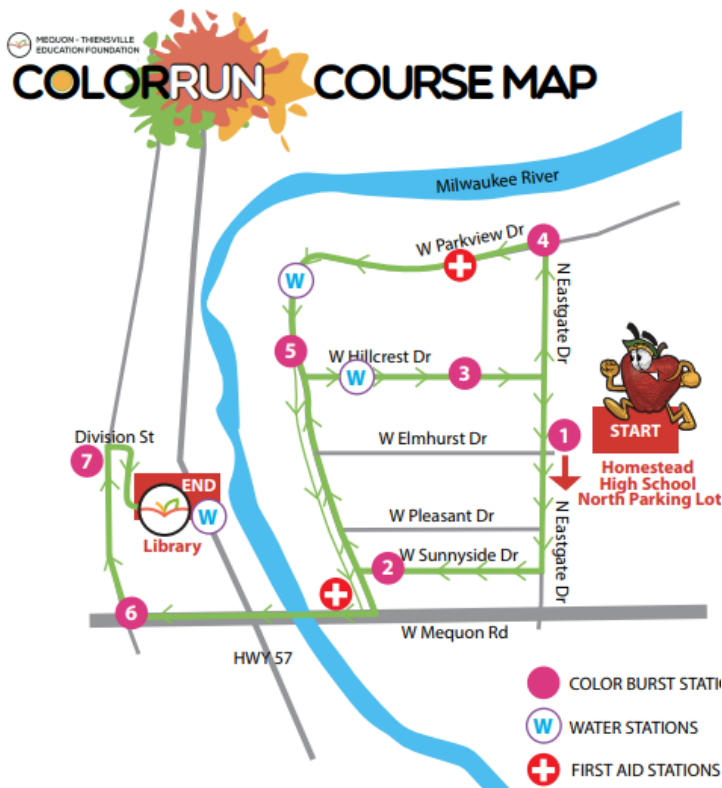 MEQUON - THIENSVILLE
EDUCATION FOUNDATION
COLORRUN COURSE MAP
Milwaukee River
W Parkview Dr
4
N Eastgate Dr
W
5
W Hillcrest Dr
W
3
1
START
W Elmhurst Dr
Homestead
High School
North Parking Lot
Division St
7
END
W
Library
N Eastgate Dr
W Pleasant Dr
W Sunnyside Dr
2
6
W Mequon Rd
HWY 57
COLOR BURST STATI
W WATER STATIONS
FIRST AID STATIONS